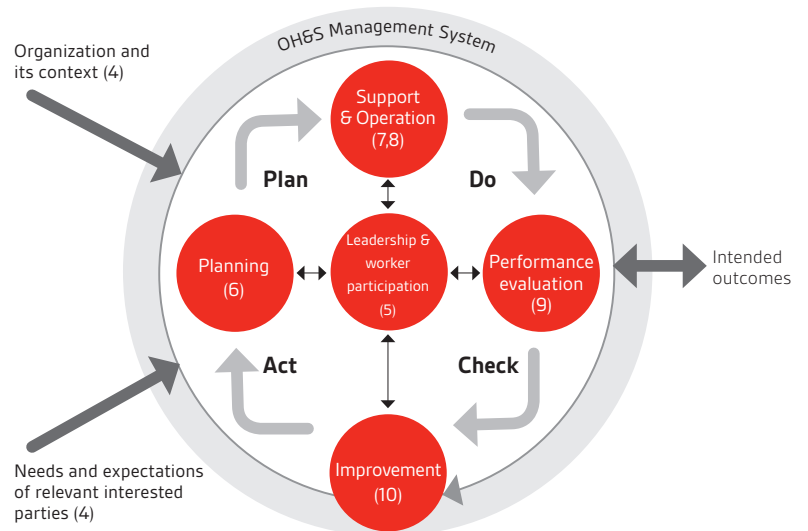 OH&S Management System
Organization and
its context (4)
Support
& Operation
(7,8)
Plan
Do
Planning
(6)
Leadership &
worker
participation
(5)
Performance
evaluation
(9)
Intended
outcomes
Act
Check
Improvement
(10)
Needs and expectations
of relevant interested
parties (4)